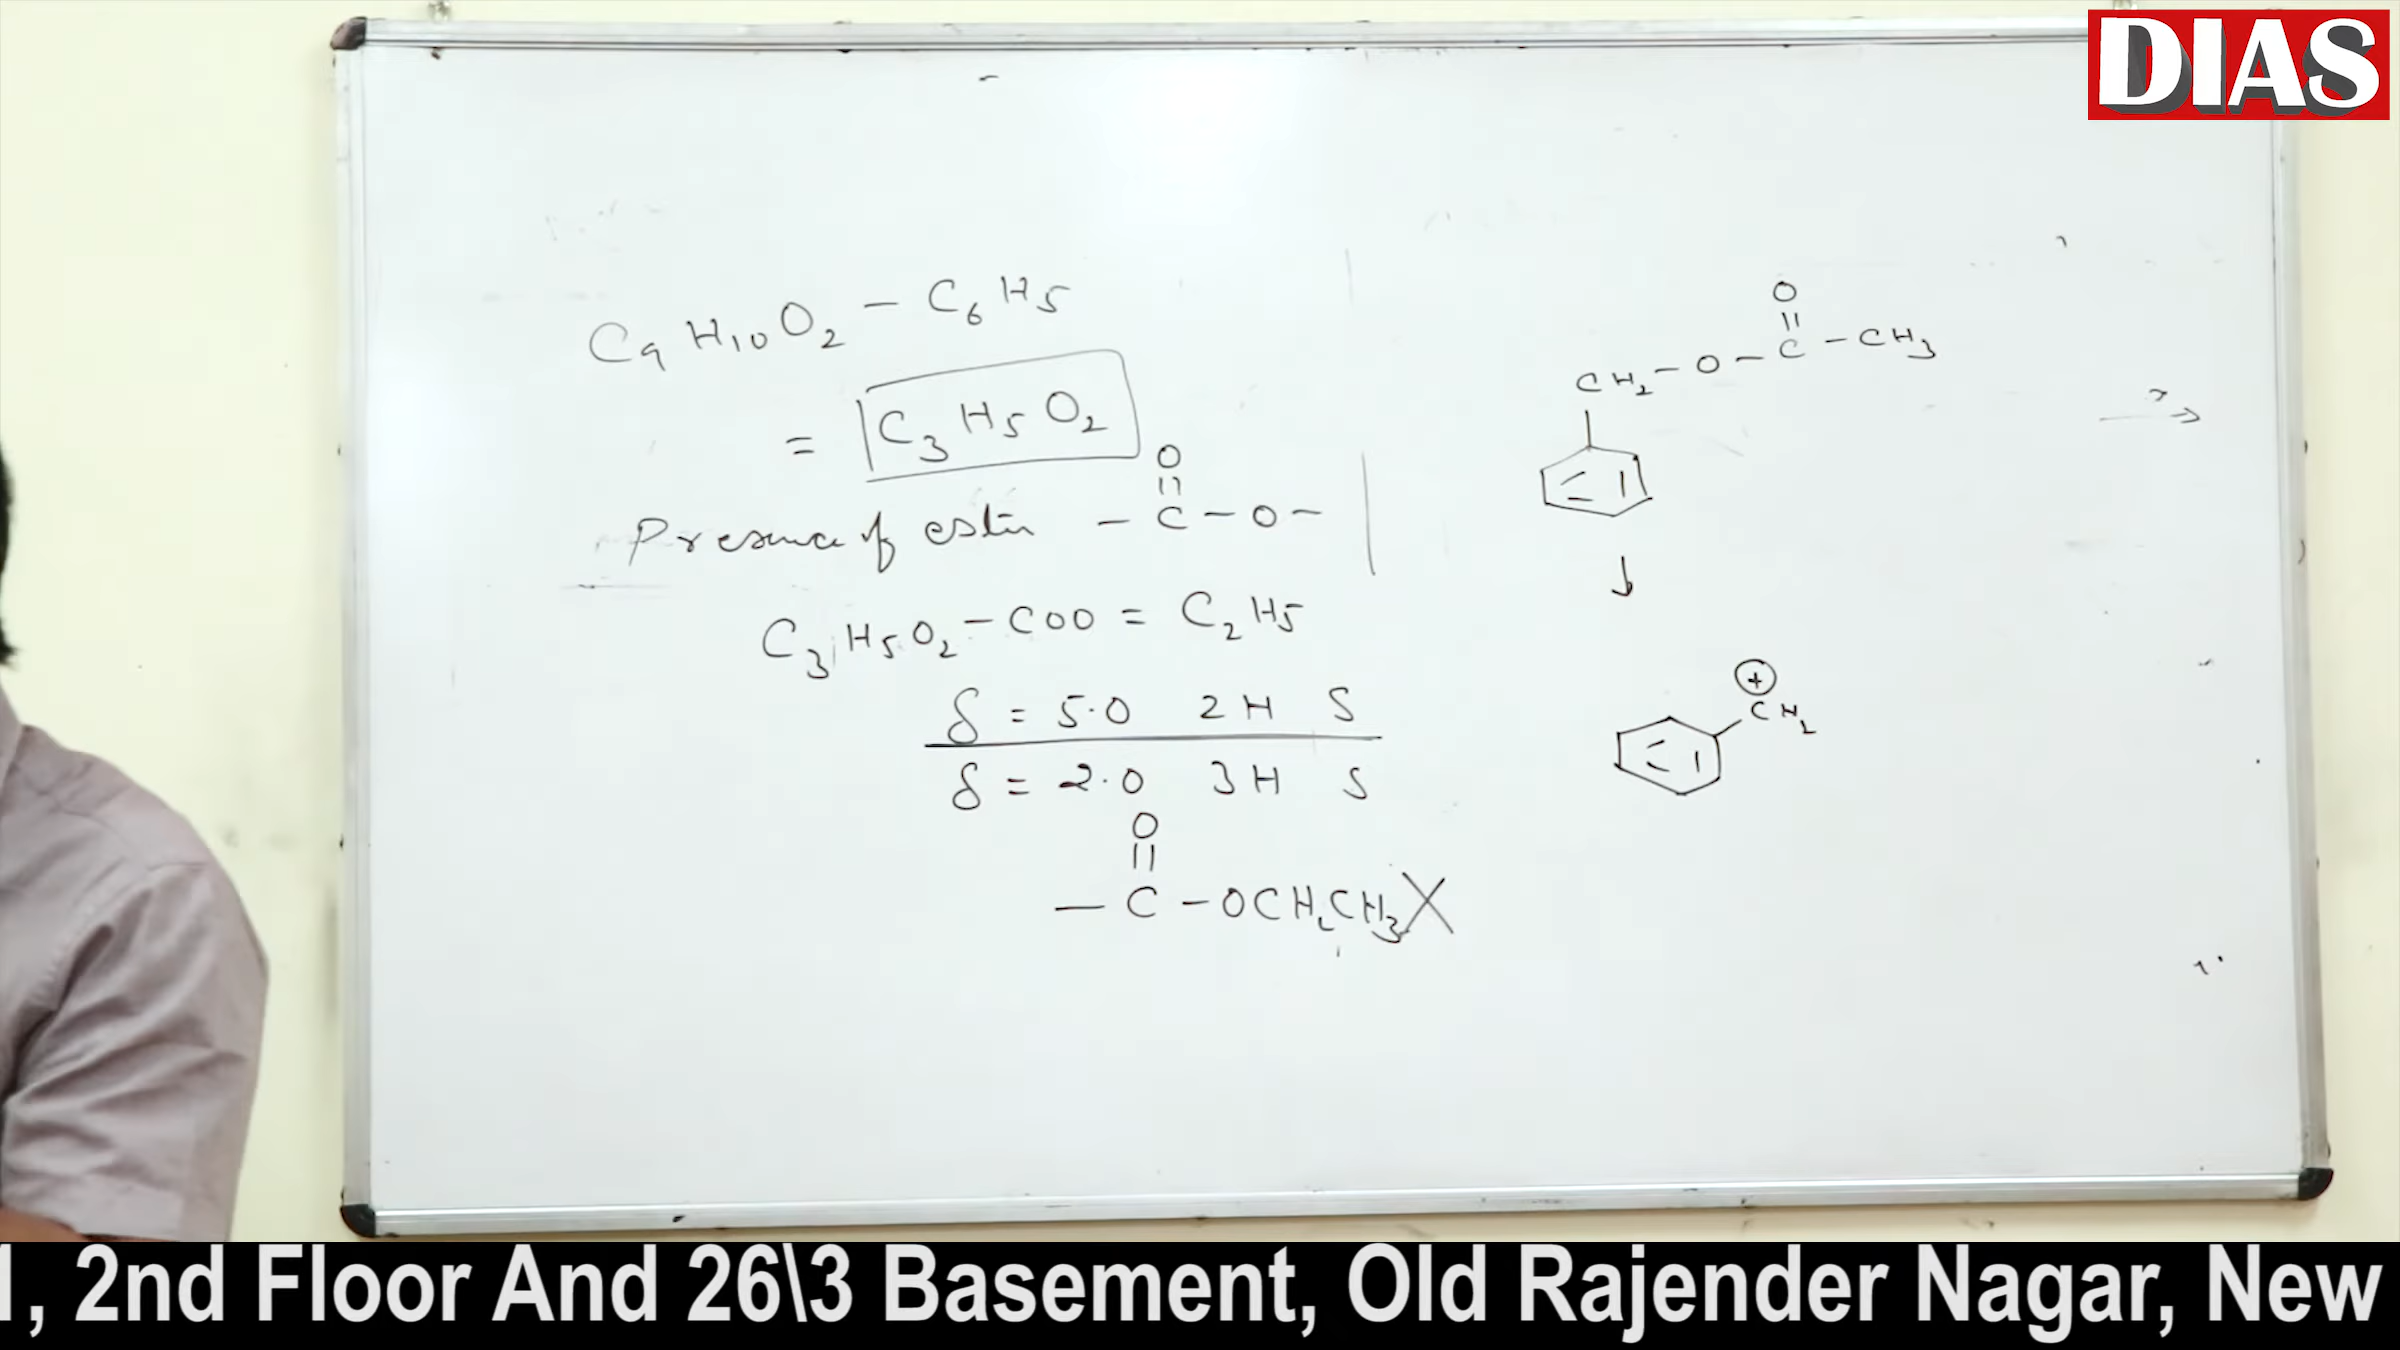 DIAS
C9H10O2 - C6H5
= C3H5O2
Presence of ester - C - O -
O
||
C3H5O2 - COO = C2H5
δ = 5.0 2H S
δ = 2.0 3H S
O
||
- C - OCH2CH3 X
O
||
CH2 - O - C - CH3
+
CH2
1, 2nd Floor And 26\3 Basement, Old Rajender Nagar, New